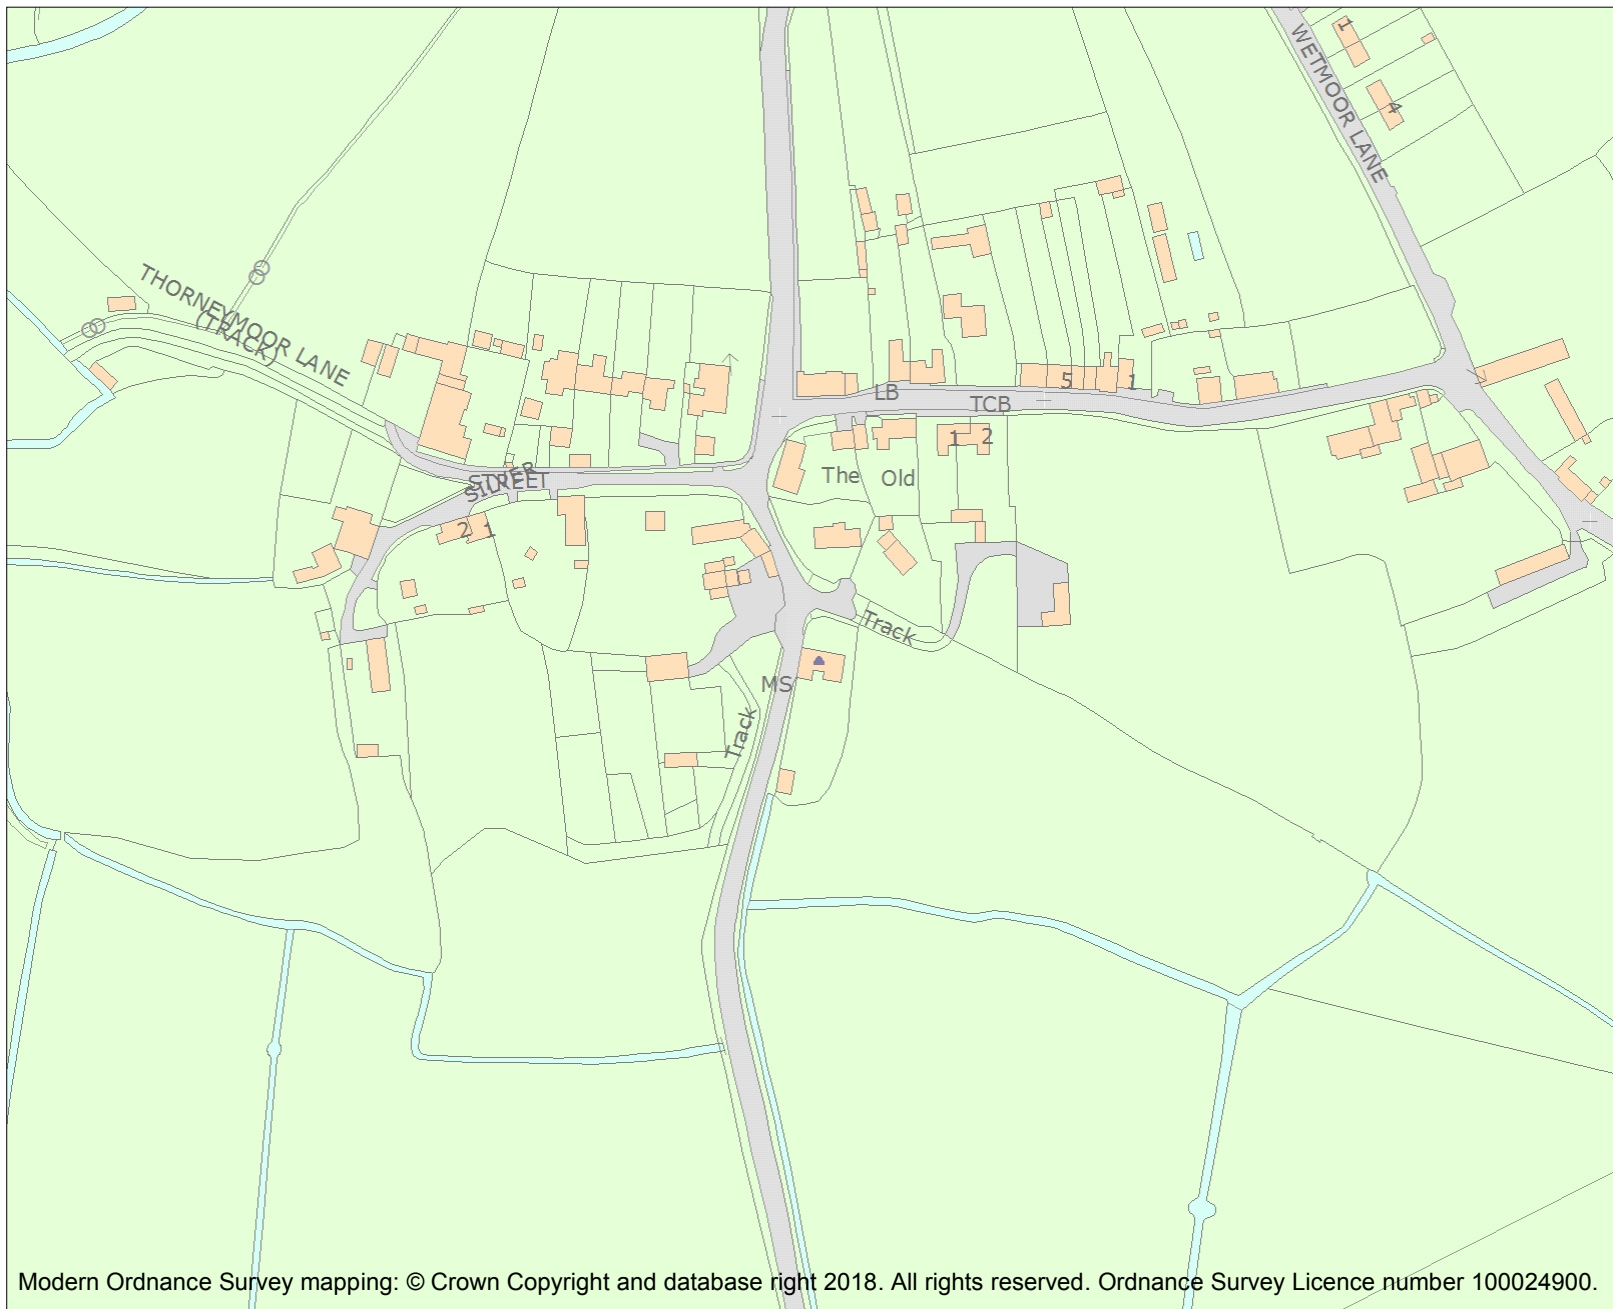 WETMOOR LANE
1
4
THORNEYMOOR LANE
(TRACK)
LB
TCB
5
1
1
2
The Old
SILVER
STREET
2
1
Track
MS
Track
Modern Ordnance Survey mapping: © Crown Copyright and database right 2018. All rights reserved. Ordnance Survey Licence number 100024900.